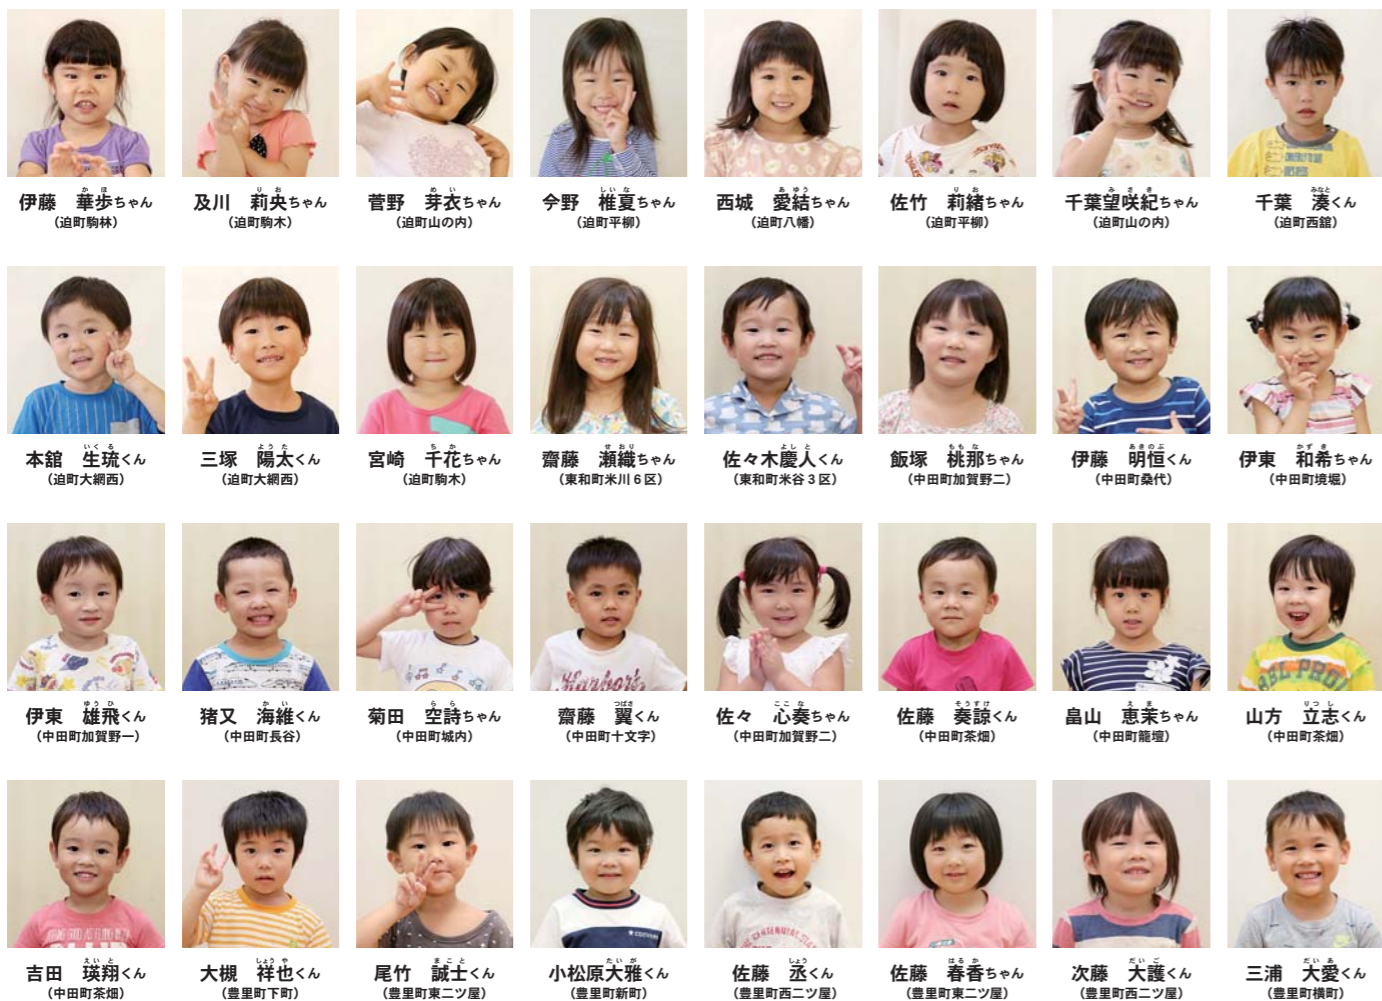 伊藤　華歩ちゃん
（迫町駒林）
及川　莉央ちゃん
（迫町駒木）
菅野　芽衣ちゃん
（迫町山の内）
今野　椎夏ちゃん
（迫町平柳）
西城　愛結ちゃん
（迫町八幡）
佐竹　莉緒ちゃん
（迫町平柳）
千葉望咲紀ちゃん
（迫町山の内）
千葉　湊くん
（迫町西舘）
本舘　生琉くん
（迫町大網西）
三塚　陽太くん
（迫町大網西）
宮崎　千花ちゃん
（迫町駒木）
齋藤　瀬織ちゃん
（東和町米川６区）
佐々木慶人くん
（東和町米谷３区）
飯塚　桃那ちゃん
（中田町加賀野二）
伊藤　明恒くん
（中田町桑代）
伊東　和希ちゃん
（中田町境堀）
伊東　雄飛くん
（中田町加賀野一）
猪又　海維くん
（中田町長谷）
菊田　空詩ちゃん
（中田町城内）
齋藤　翼くん
（中田町十文字）
佐々　心奏ちゃん
（中田町加賀野二）
佐藤　奏諒くん
（中田町茶畑）
畠山　恵茉ちゃん
（中田町籠壇）
山方　立志くん
（中田町茶畑）
吉田　瑛翔くん
（中田町茶畑）
大槻　祥也くん
（豊里町下町）
尾竹　誠士くん
（豊里町東二ツ屋）
小松原大雅くん
（豊里町新町）
佐藤　丞くん
（豊里町西二ツ屋）
佐藤　春香ちゃん
（豊里町東二ツ屋）
次藤　大護くん
（豊里町西二ツ屋）
三浦　大愛くん
（豊里町横町）